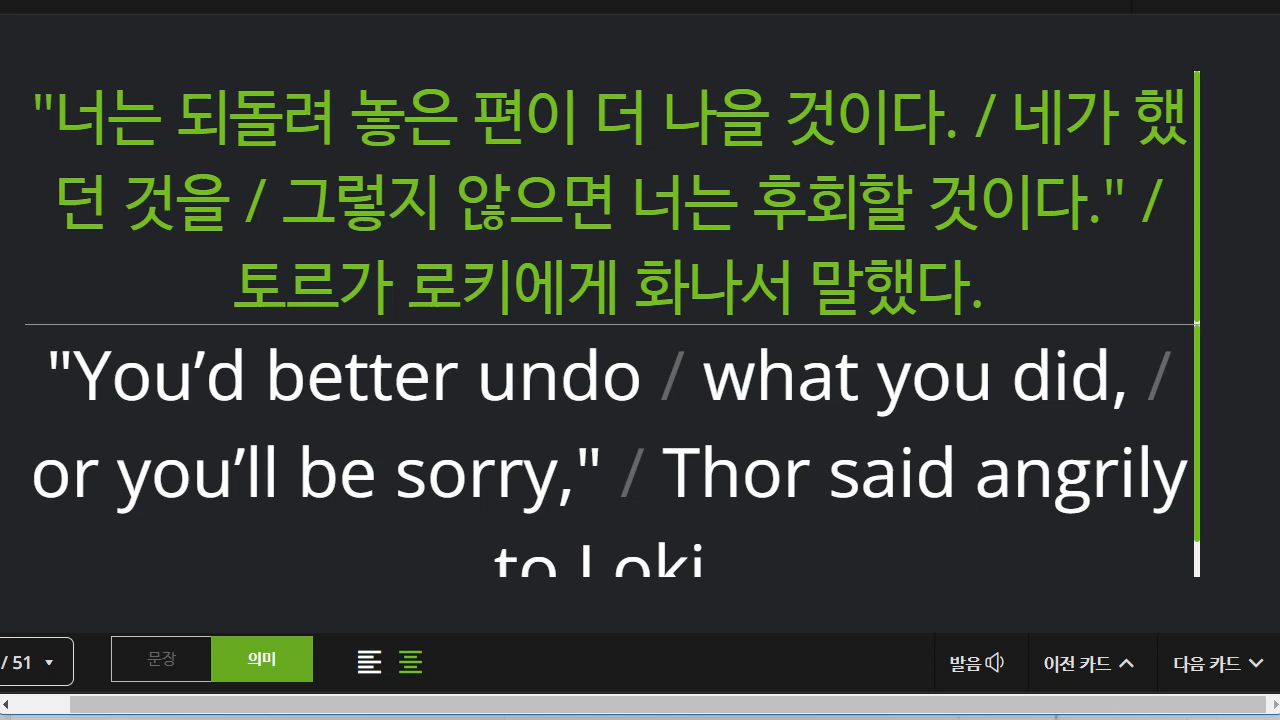 "너는 되돌려 놓은 편이 더 나을 것이다. / 네가 했
던 것을 / 그렇지 않으면 너는 후회할 것이다." /
토르가 로키에게 화나서 말했다.
"You’d better undo / what you did, /
or you’ll be sorry," / Thor said angrily
to Loki
/ 51
문장
의미
발음
이전 카드
다음 카드